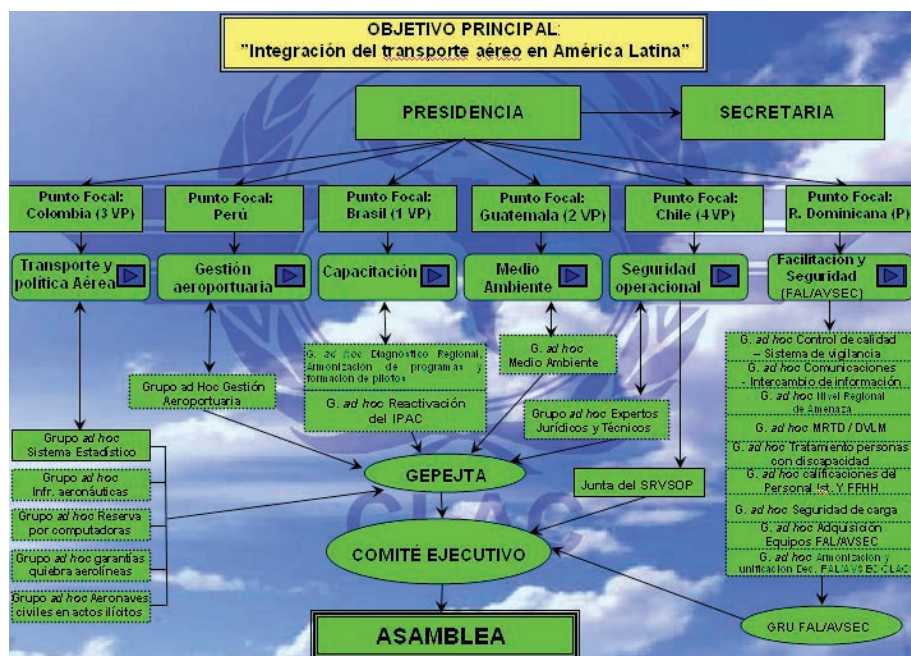 OBJETIVO PRINCIPAL:
"Integración del transporte aéreo en América Latina"
PRESIDENCIA
SECRETARIA
Punto Focal:
Colombia (3 VP)
Punto Focal:
Perú
Punto Focal:
Brasil (1 VP)
Punto Focal:
Guatemala (2 VP)
Punto Focal:
Chile (4 VP)
Punto Focal:
R. Dominicana (P)
Transporte y
política Aérea
Gestión
aeroportuaria
Capacitación
Medio
Ambiente
Seguridad
operacional
Facilitación y
Seguridad
(FAL/AVSEC)
Grupo ad Hoc Gestión
Aeroportuaria
G. ad hoc Diagnóstico Regional,
Armonización de programas y
formación de pilotos
G. ad hoc Reactivación
del IPAC
G. ad hoc
Medio Ambiente
Grupo ad hoc Expertos
Jurídicos y Técnicos
G. ad hoc Control de calidad
– Sistema de vigilancia
G. ad hoc Comunicaciones
- Intercambio de información
G. ad hoc Nivel Regional
de Amenaza
G. ad hoc MRTD / DVLM
G. ad hoc Tratamiento personas
con discapacidad
G. ad hoc calificaciones del
Personal Ist. Y FFHH
G. ad hoc Seguridad de carga
G. ad hoc Adquisición
Equipos FAL/AVSEC
G. ad hoc Armonización y
unificación Dec. FAL/AVSEC CLAC
Grupo ad hoc
Sistema Estadístico
Grupo ad hoc
Infr. aeronáuticas
Grupo ad hoc Reserva
por computadoras
Grupo ad hoc garantías
quiebra aerolíneas
Grupo ad hoc Aeronaves
civiles en actos ilícitos
GEPEJTA
Junta del SRVSOP
CLAC
COMITÉ EJECUTIVO
ASAMBLEA
GRU FAL/AVSEC